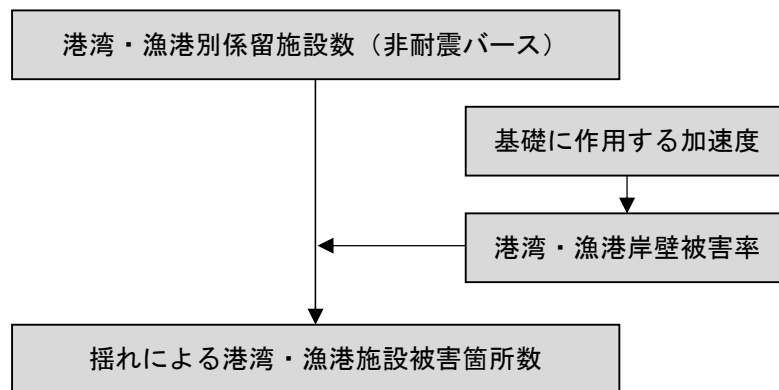 港湾・漁港別係留施設数（非耐震バース）
基礎に作用する加速度
港湾・漁港岸壁被害率
揺れによる港湾・漁港施設被害箇所数